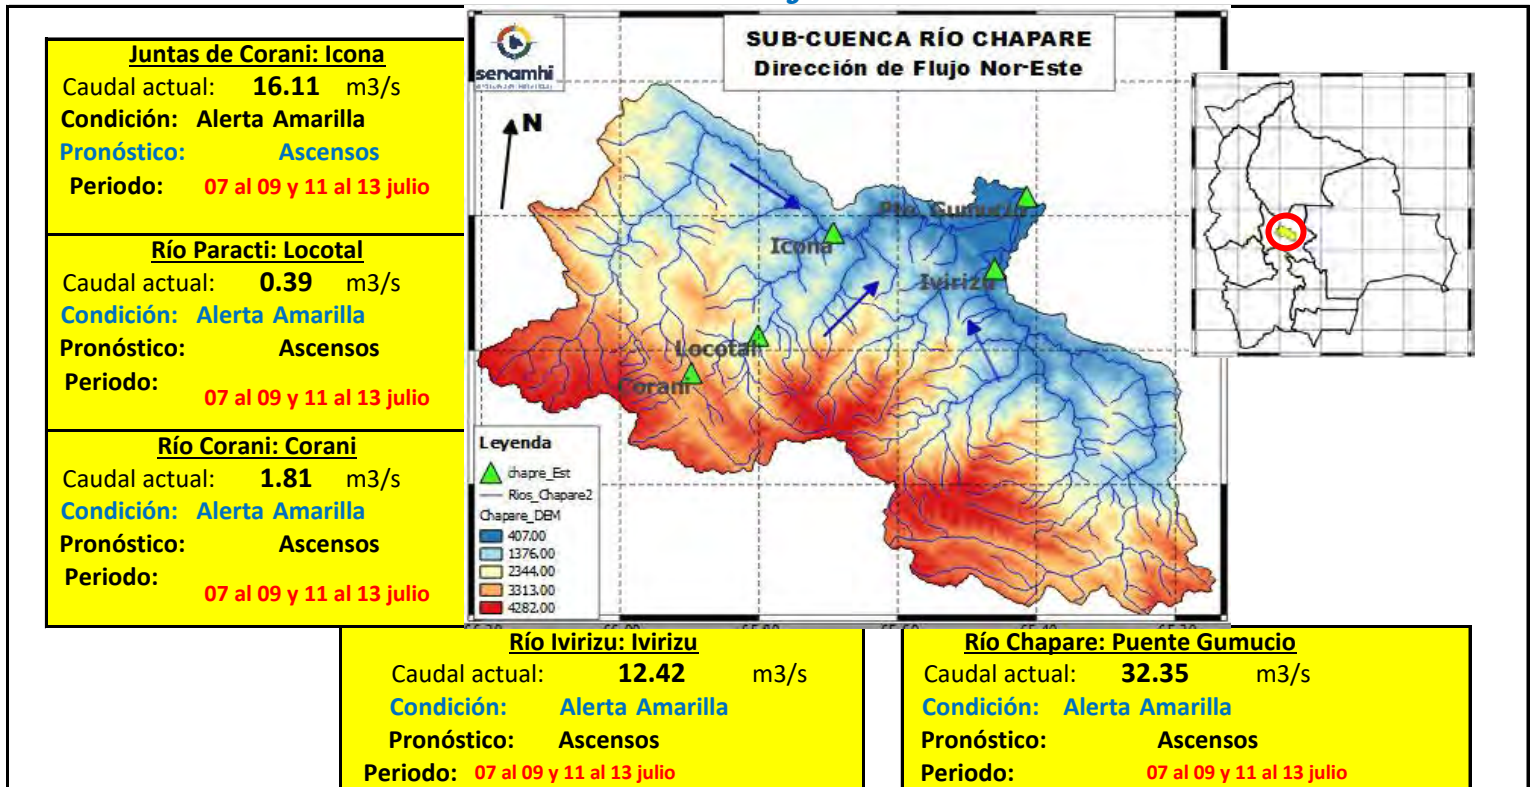 Juntas de Corani: Icona
Caudal actual: 16.11 m3/s
Condición: Alerta Amarilla
Pronóstico: Ascensos
Periodo: 07 al 09 y 11 al 13 julio
Río Paracti: Locotal
Caudal actual: 0.39 m3/s
Condición: Alerta Amarilla
Pronóstico: Ascensos
Periodo:
07 al 09 y 11 al 13 julio
Río Corani: Corani
Caudal actual: 1.81 m3/s
Condición: Alerta Amarilla
Pronóstico: Ascensos
Periodo:
07 al 09 y 11 al 13 julio
senamhi
SUB-CUENCA RÍO CHAPARE
Dirección de Flujo Nor-Este
N
Pte. Gumucio
Icona
Ivirizu
Locotal
Corani
Leyenda
chapre_Est
Rios_Chapare2
Chapare_DEM
407.00
1376.00
2344.00
3313.00
4282.00
Río Ivirizu: Ivirizu
Caudal actual: 12.42 m3/s
Condición: Alerta Amarilla
Pronóstico: Ascensos
Periodo: 07 al 09 y 11 al 13 julio
Río Chapare: Puente Gumucio
Caudal actual: 32.35 m3/s
Condición: Alerta Amarilla
Pronóstico: Ascensos
Periodo: 07 al 09 y 11 al 13 julio